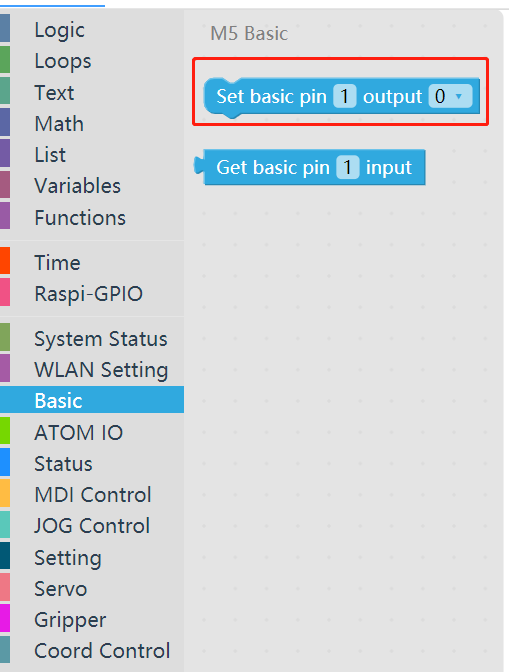 Logic
Loops
Text
Math
List
Variables
Functions
Time
Raspi-GPIO
System Status
WLAN Setting
Basic
ATOM IO
Status
MDI Control
JOG Control
Setting
Servo
Gripper
Coord Control
M5 Basic
Set basic pin 1 output 0
Get basic pin 1 input